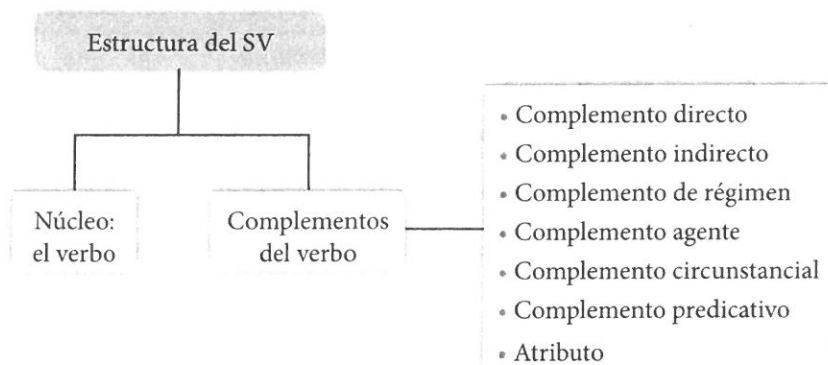 Estructura del SV
Núcleo:
el verbo
Complementos
del verbo
• Complemento directo
• Complemento indirecto
• Complemento de régimen
• Complemento agente
• Complemento circunstancial
• Complemento predicativo
• Atributo